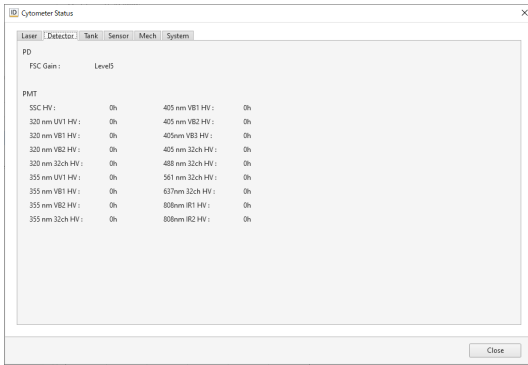 ID Cytometer Status
Laser Detector Tank Sensor Mech System
PD
FSC Gain : Level5
PMT
SSC HV : 0h 405 nm VB1 HV : 0h
320 nm UV1 HV : 0h 405 nm VB2 HV : 0h
320 nm VB1 HV : 0h 405nm VB3 HV : 0h
320 nm VB2 HV : 0h 405 nm 32ch HV : 0h
320 nm 32ch HV : 0h 488 nm 32ch HV : 0h
355 nm UV1 HV : 0h 561 nm 32ch HV : 0h
355 nm VB1 HV : 0h 637nm 32ch HV : 0h
355 nm VB2 HV : 0h 808nm IR1 HV : 0h
355 nm 32ch HV : 0h 808nm IR2 HV : 0h
Close